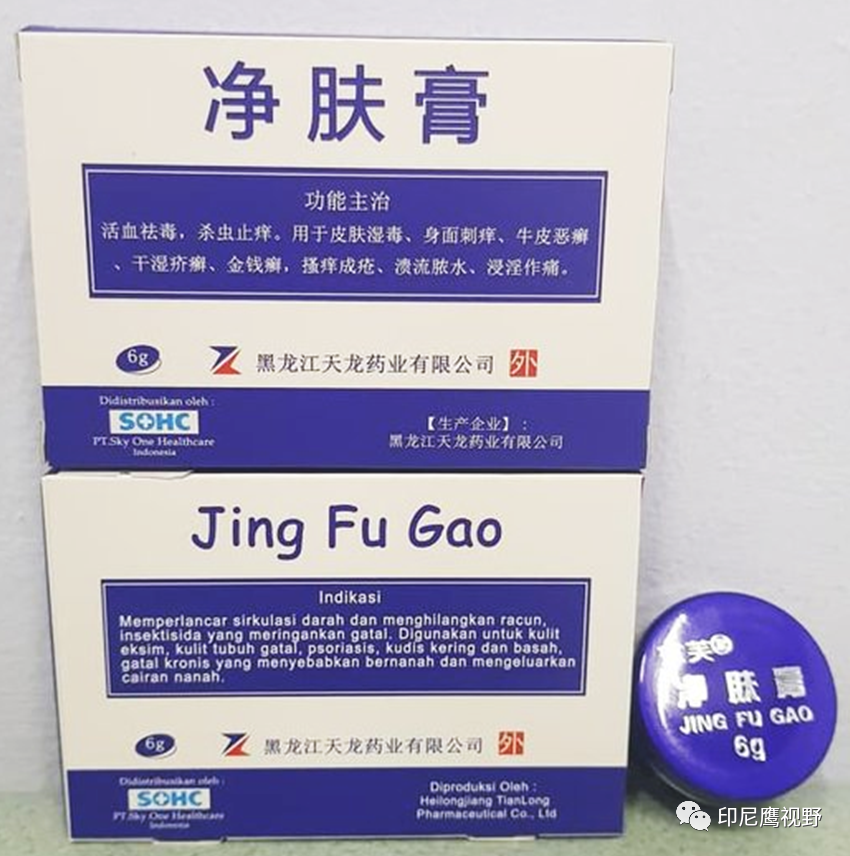 净肤膏
功能主治
活血祛毒，杀虫止痒。用于皮肤湿毒、身面刺痒、牛皮恶癣
、干湿疥癣、金钱癣，搔痒成疮、溃流脓水、浸淫作痛。
6g
黑龙江天龙药业有限公司 外
Didistribusikan oleh :
SOHC
PT.Sky One Healthcare
Indonesia
【生产企业】：
黑龙江天龙药业有限公司
Jing Fu Gao
Indikasi
Memperlancar sirkulasi darah dan menghilangkan racun,
insektisida yang meringankan gatal. Digunakan untuk kulit
eksim, kulit tubuh gatal, psoriasis, kudis kering dan basah,
gatal kronis yang menyebabkan bernanah dan mengeluarkan
cairan nanah.
6g
黑龙江天龙药业有限公司 外
Didistribusikan oleh :
SOHC
PT.Sky One Healthcare
Indonesia
Diproduksi Oleh :
Heilongjiang TianLong
Pharmaceutical Co., Ltd
芙
净肤膏
JING FU GAO
6g
印尼鹰视野